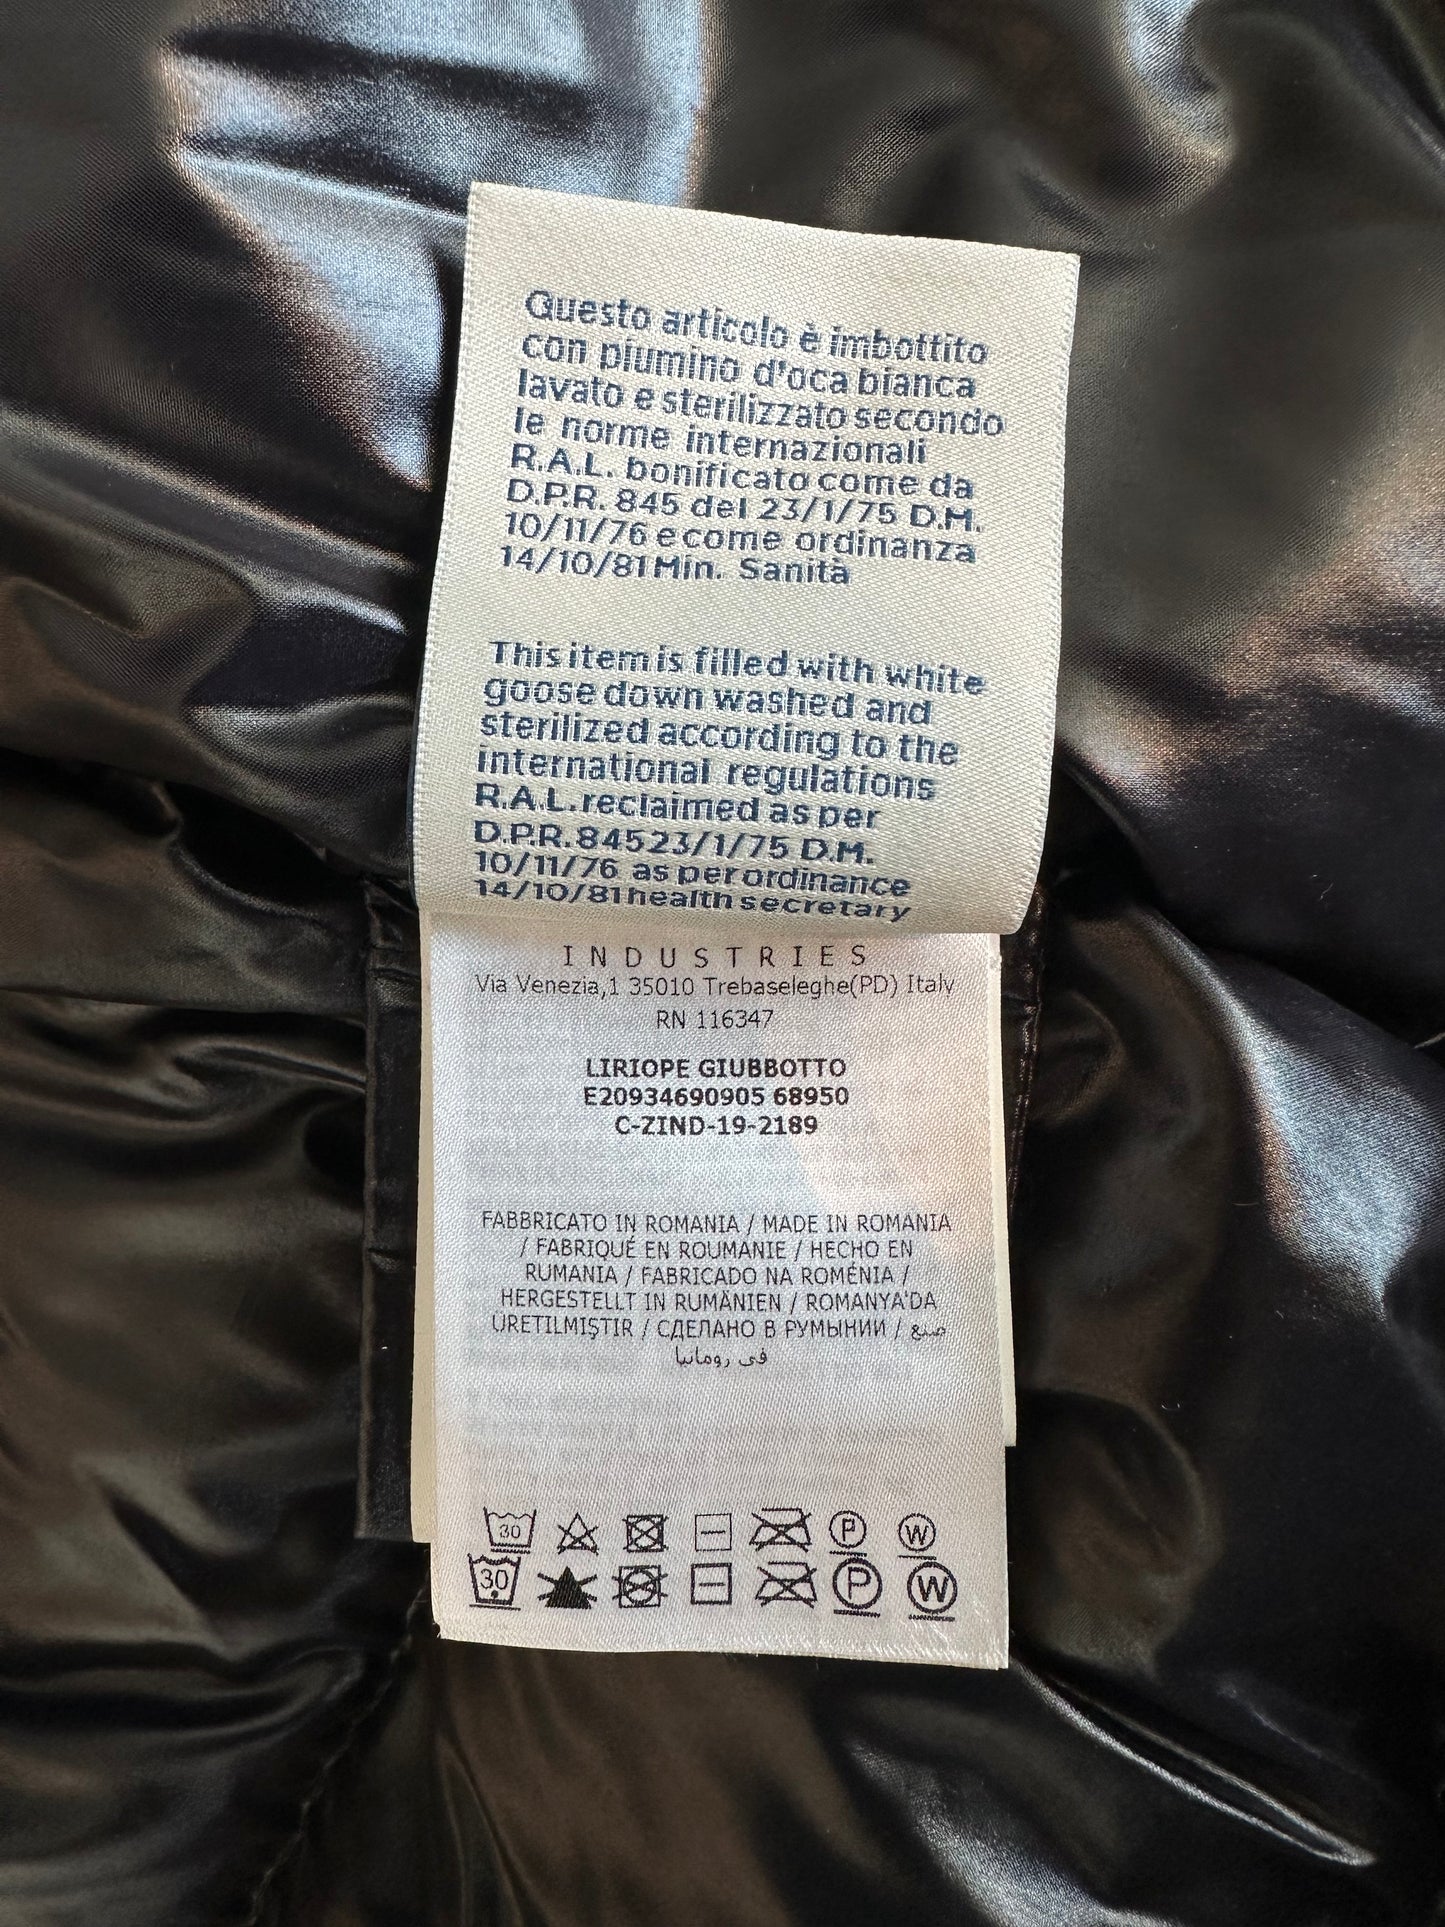 Questo articolo è imbottito
con piumino d'oca bianca
lavato e sterilizzato secondo
le norme internazionali
R.A.L. bonificato come da
D.P.R. 845 del 23/1/75 D.M.
10/11/76 e come ordinanza
14/10/81 Min. Sanità
This item is filled with white
goose down washed and
sterilized according to the
international regulations
R.A.L. reclaimed as per
D.P.R. 845 23/1/75 D.M.
10/11/76 as per ordinance
14/10/81 health secretary
INDUSTRIES
Via Venezia,1 35010 Trebaseleghe(PD) Italy
RN 116347
LIRIOPE GIUBBOTTO
E20934690905 68950
C-ZIND-19-2189
FABBRICATO IN ROMANIA / MADE IN ROMANIA
/ FABRIQUÉ EN ROUMANIE / HECHO EN
RUMANIA / FABRICADO NA ROMÉNIA /
HERGESTELLT IN RUMÄNIEN / ROMANYA'DA
ÜRETILMIŞTIR / СДЕЛАНО В РУМЫНИИ / صنع
في رومانيا
30 P W
30 P W